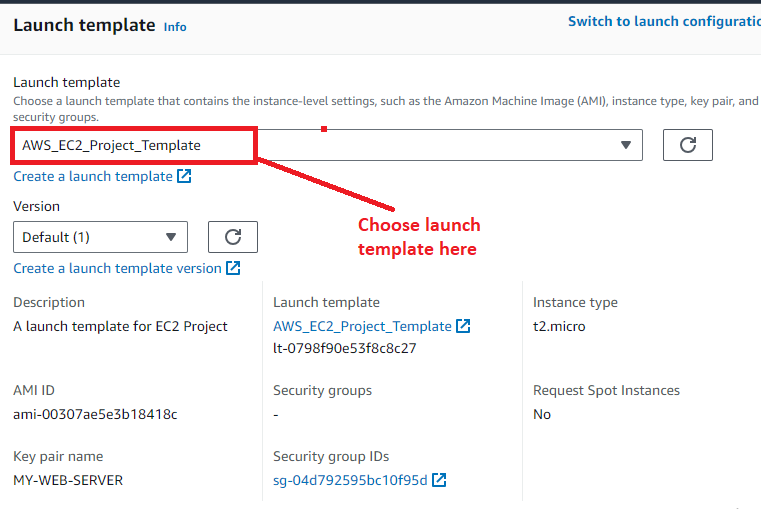 Launch template Info
Switch to launch configuratio
Launch template
Choose a launch template that contains the instance-level settings, such as the Amazon Machine Image (AMI), instance type, key pair, and
security groups.
AWS_EC2_Project_Template
Create a launch template
Version
Choose launch
template here
Default (1)
Create a launch template version
Description
A launch template for EC2 Project
Launch template
AWS_EC2_Project_Template
lt-0798f90e53f8c8c27
Instance type
t2.micro
AMI ID
ami-00307ae5e3b18418c
Security groups
-
Request Spot Instances
No
Key pair name
MY-WEB-SERVER
Security group IDs
sg-04d792595bc10f95d